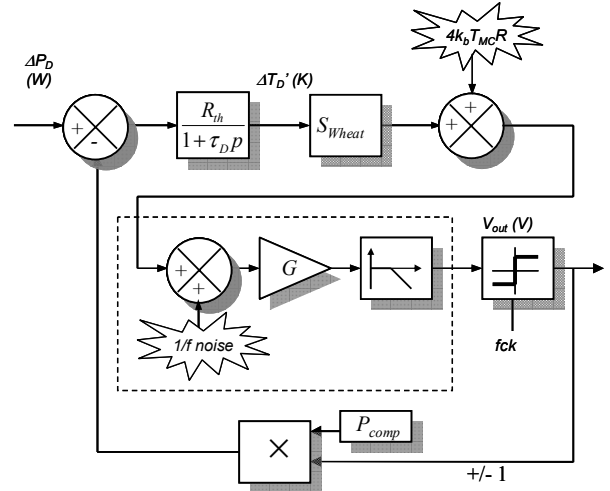 4k_bT_MCR
ΔP_D
(W)
ΔT_D' (K)
+
-
R_th
1+τ_D p
S_Wheat
+
+
+
+
G
V_out (V)
1/f noise
fck
×
P_comp
+/- 1